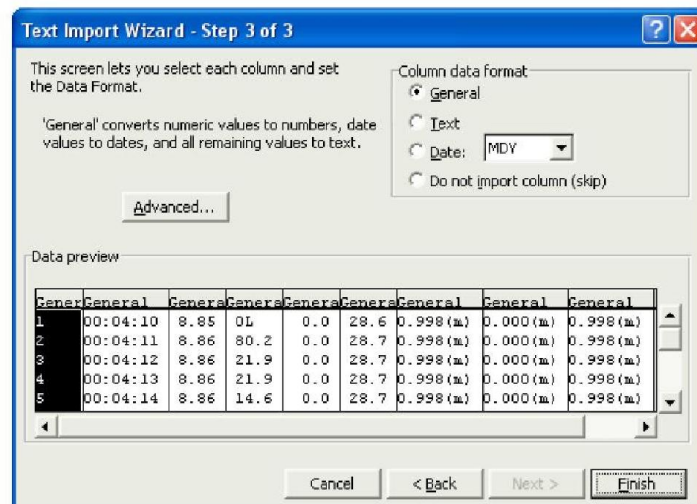 Text Import Wizard - Step 3 of 3
This screen lets you select each column and set
the Data Format.
'General' converts numeric values to numbers, date
values to dates, and all remaining values to text.
Advanced...
Column data format
General
Text
Date: MDY
Do not import column (skip)
Data preview
GenerGeneral GeneraGeneraGeneraGeneraGeneral General General
1 00:04:10 8.85 OL 0.0 28.6 0.998(m) 0.000(m) 0.998(m)
2 00:04:11 8.86 80.2 0.0 28.7 0.998(m) 0.000(m) 0.998(m)
3 00:04:12 8.86 21.9 0.0 28.7 0.998(m) 0.000(m) 0.998(m)
4 00:04:13 8.86 21.9 0.0 28.7 0.998(m) 0.000(m) 0.998(m)
5 00:04:14 8.86 14.6 0.0 28.7 0.998(m) 0.000(m) 0.998(m)
Cancel < Back Next > Finish